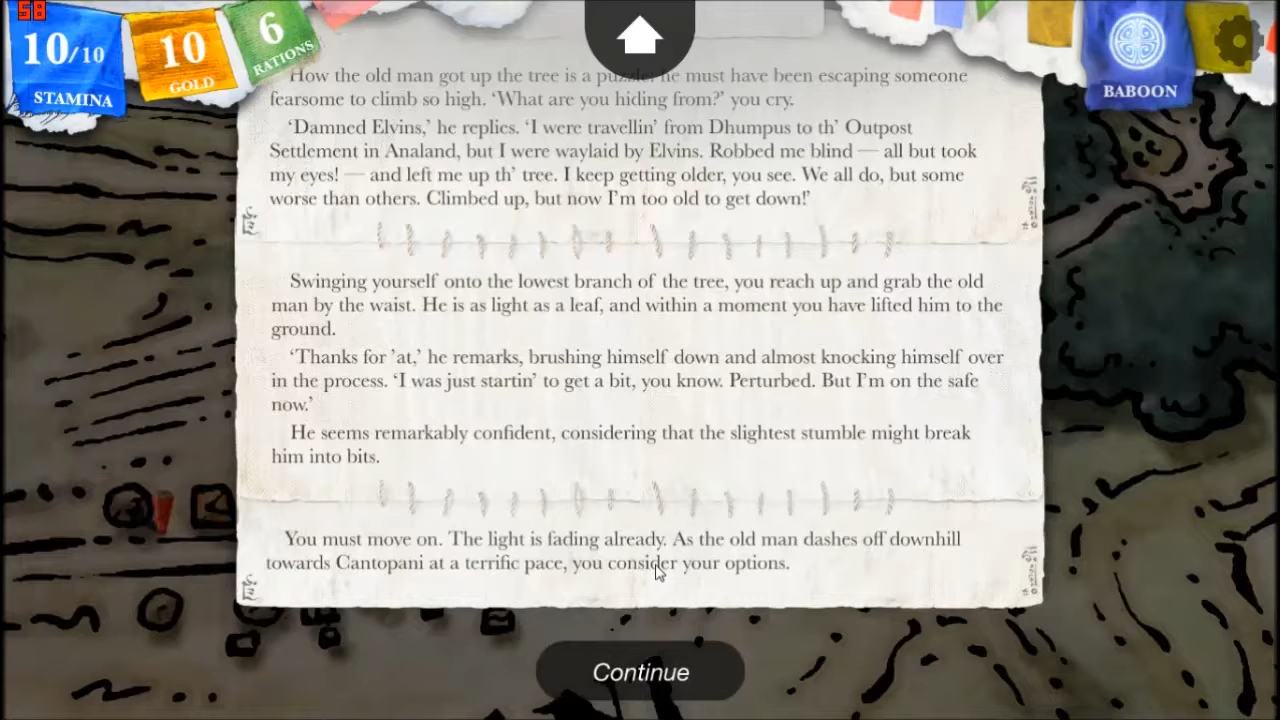 58
10/10
STAMINA
10
GOLD
6
RATIONS
BABOON
How the old man got up the tree is a puzzle: he must have been escaping someone
fearsome to climb so high. ‘What are you hiding from?’ you cry.
‘Damned Elvins,’ he replies. ‘I were travellin’ from Dhumpus to th’ Outpost
Settlement in Analand, but I were waylaid by Elvins. Robbed me blind — all but took
my eyes! — and left me up th’ tree. I keep getting older, you see. We all do, but some
worse than others. Climbed up, but now I’m too old to get down!’
Swinging yourself onto the lowest branch of the tree, you reach up and grab the old
man by the waist. He is as light as a leaf, and within a moment you have lifted him to the
ground.
‘Thanks for ’at,’ he remarks, brushing himself down and almost knocking himself over
in the process. ‘I was just startin’ to get a bit, you know. Perturbed. But I’m on the safe
now.’
He seems remarkably confident, considering that the slightest stumble might break
him into bits.
You must move on. The light is fading already. As the old man dashes off downhill
towards Cantopani at a terrific pace, you consider your options.
Continue